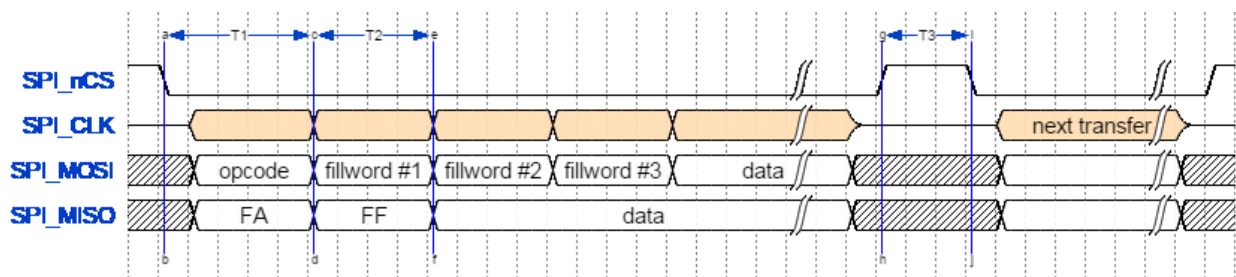 a T1 c T2 e g T3 i
SPI_nCS
SPI_CLK next transfer
SPI_MOSI opcode fillword #1 fillword #2 fillword #3 data
SPI_MISO FA FF data
b d f h j